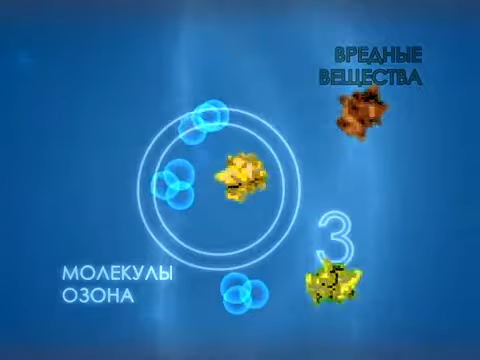 ВРЕДНЫЕ
ВЕЩЕСТВА
3
МОЛЕКУЛЫ
ОЗОНА